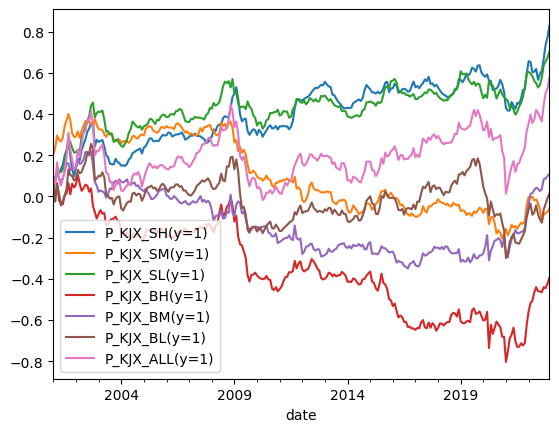 0.8
0.6
0.4
0.2
0.0
−0.2
−0.4
−0.6
−0.8
P_KJX_SH(y=1)
P_KJX_SM(y=1)
P_KJX_SL(y=1)
P_KJX_BH(y=1)
P_KJX_BM(y=1)
P_KJX_BL(y=1)
P_KJX_ALL(y=1)
2004 2009 2014 2019
date